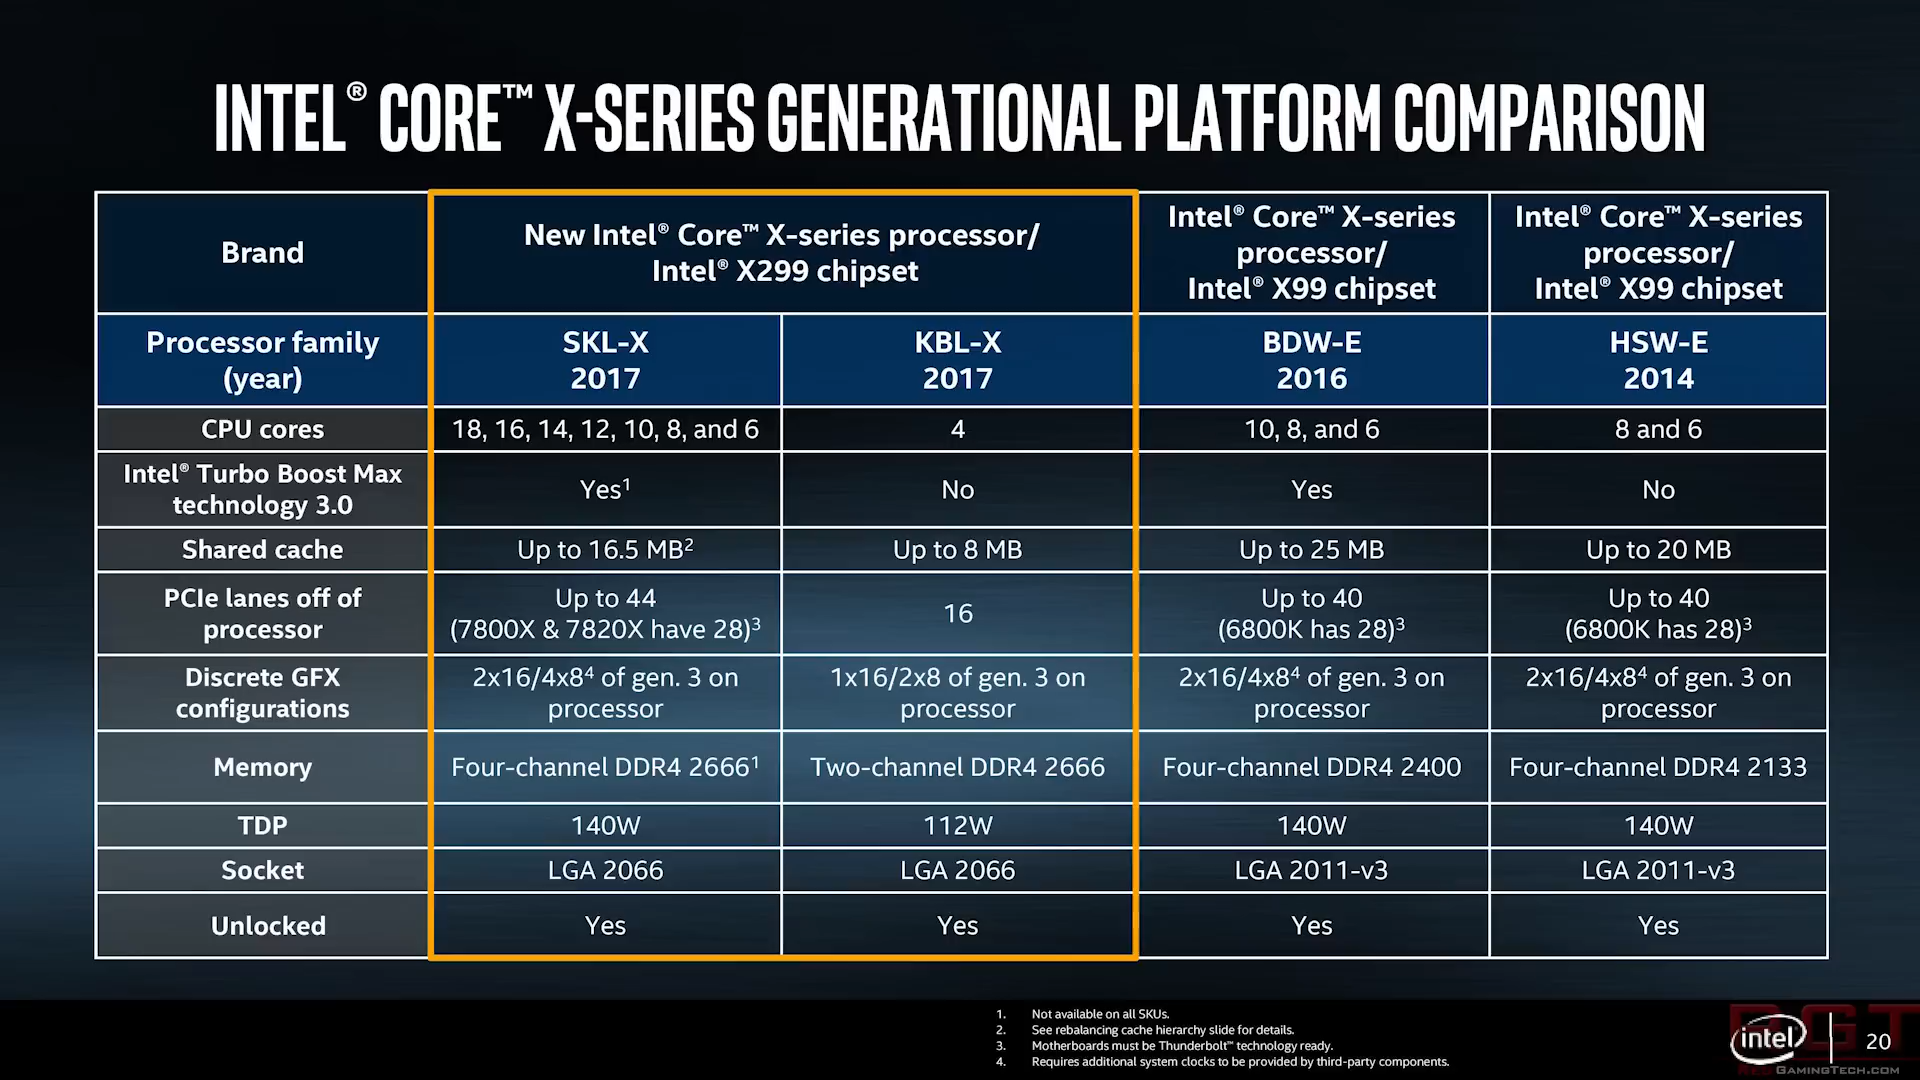 INTEL® CORE™ X-SERIES GENERATIONAL PLATFORM COMPARISON
Brand
New Intel® Core™ X-series processor/
Intel® X299 chipset
Intel® Core™ X-series
processor/
Intel® X99 chipset
Intel® Core™ X-series
processor/
Intel® X99 chipset
Processor family
(year)
SKL-X
2017
KBL-X
2017
BDW-E
2016
HSW-E
2014
CPU cores
18, 16, 14, 12, 10, 8, and 6
4
10, 8, and 6
8 and 6
Intel® Turbo Boost Max
technology 3.0
Yes¹
No
Yes
No
Shared cache
Up to 16.5 MB²
Up to 8 MB
Up to 25 MB
Up to 20 MB
PCIe lanes off of
processor
Up to 44
(7800X & 7820X have 28)³
16
Up to 40
(6800K has 28)³
Up to 40
(6800K has 28)³
Discrete GFX
configurations
2x16/4x8⁴ of gen. 3 on
processor
1x16/2x8 of gen. 3 on
processor
2x16/4x8⁴ of gen. 3 on
processor
2x16/4x8⁴ of gen. 3 on
processor
Memory
Four-channel DDR4 2666¹
Two-channel DDR4 2666
Four-channel DDR4 2400
Four-channel DDR4 2133
TDP
140W
112W
140W
140W
Socket
LGA 2066
LGA 2066
LGA 2011-v3
LGA 2011-v3
Unlocked
Yes
Yes
Yes
Yes
1. Not available on all SKUs.
2. See rebalancing cache hierarchy slide for details.
3. Motherboards must be Thunderbolt™ technology ready.
4. Requires additional system clocks to be provided by third-party components.
RGT
intel
20
RedGamingTech.com